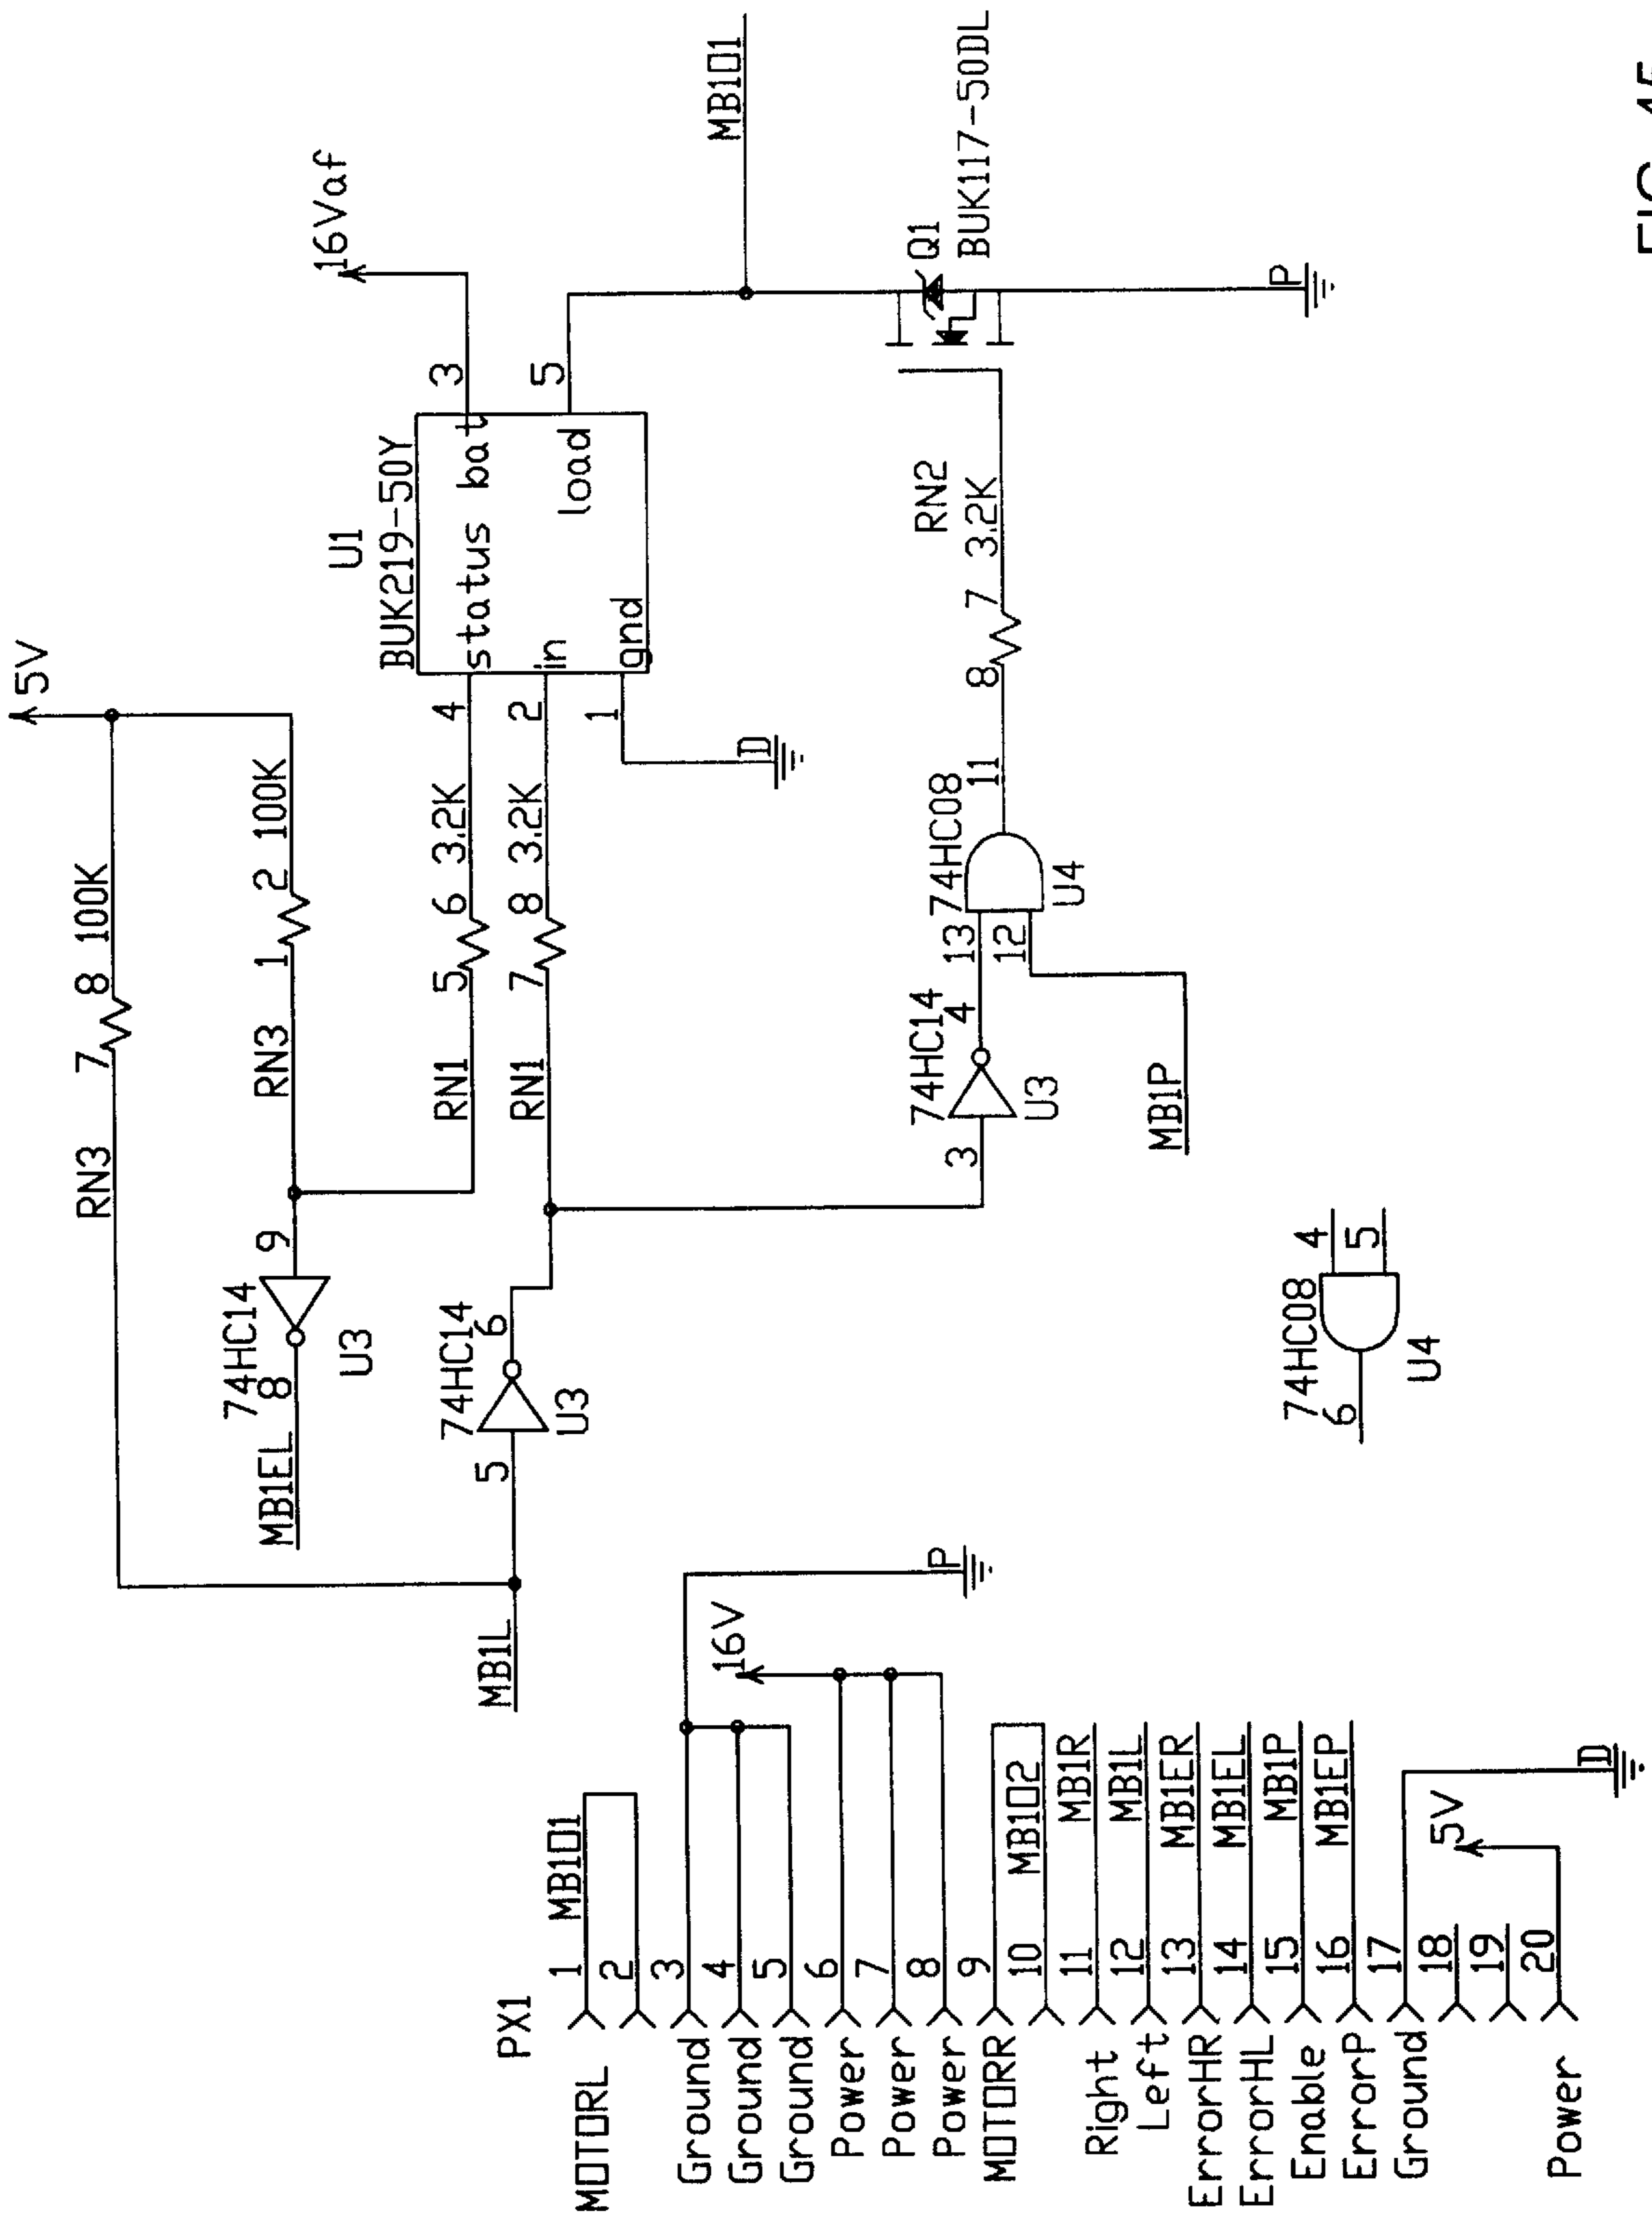 5V
RN3 7 8 100K
RN3 1 2 100K
9
74HC14
8
MB1EL
U3
RN1 5 6 3.2K 4
RN1 7 8 3.2K 2
1
D
U1
BUK219-50Y
status bat
in
load
gnd
3
5
16Vaf
MB1O1
Q1
BUK117-50DL
P
MB1L
5
74HC14
6
U3
3
74HC14
4
U3
13
12
74HC08
11
U4
MB1P
8 7 3.2K
RN2
74HC08
6
4
5
U4
PX1
MOTORL 1 MB1O1
2
Ground 3
Ground 4
Ground 5
P
Power 6
Power 7
Power 8
16V
MOTORR 9
10 MB1O2
Right 11 MB1R
Left 12 MB1L
ErrorHR 13 MB1ER
ErrorHL 14 MB1EL
Enable 15 MB1P
ErrorP 16 MB1EP
Ground 17
18
19
Power 20
5V
D